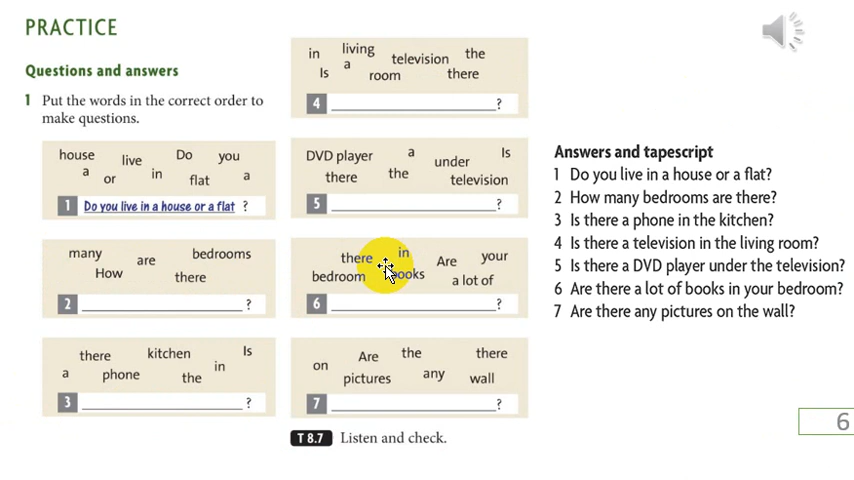 PRACTICE
Questions and answers
1 Put the words in the correct order to
make questions.
house live Do you
a or in flat a
1 Do you live in a house or a flat ?
many are bedrooms
How there
2 ?
there kitchen Is
a phone the in
3 ?
in living television the
Is a room there
4 ?
DVD player a under Is
there the television
5 ?
there in Are your
bedroom books a lot of
6 ?
on Are the there
pictures any wall
7 ?
T 8.7 Listen and check.
Answers and tapescript
1 Do you live in a house or a flat?
2 How many bedrooms are there?
3 Is there a phone in the kitchen?
4 Is there a television in the living room?
5 Is there a DVD player under the television?
6 Are there a lot of books in your bedroom?
7 Are there any pictures on the wall?
6